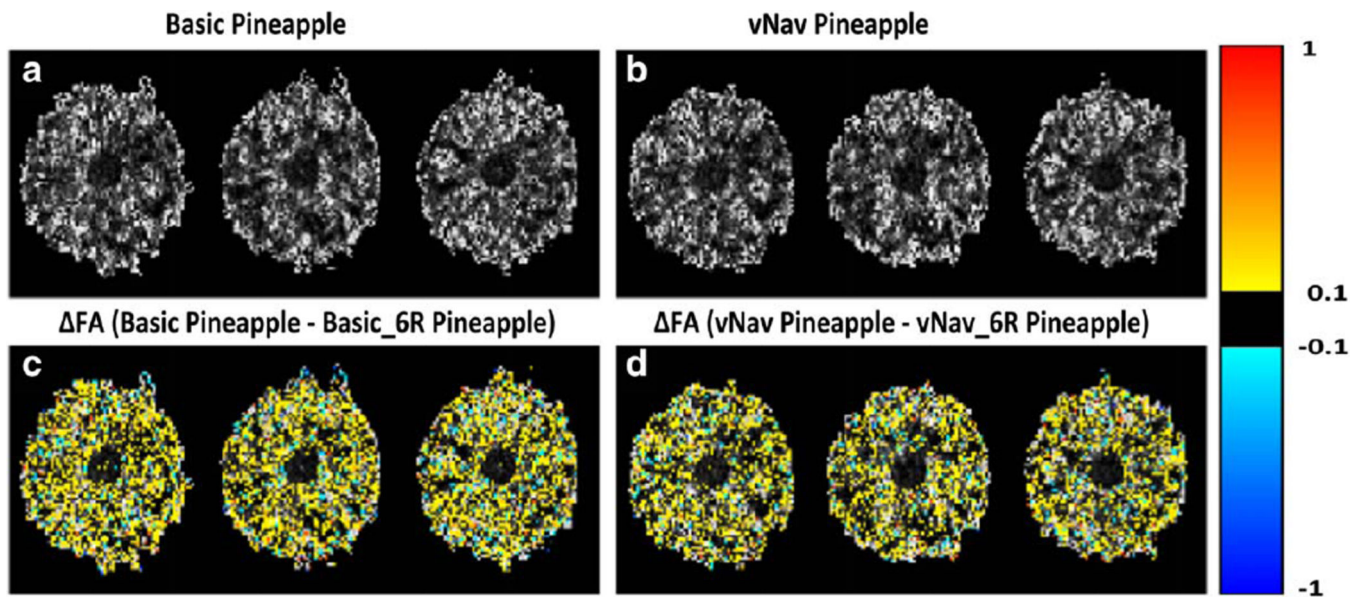 Basic Pineapple
vNav Pineapple
a
b
1
0.1
-0.1
-1
ΔFA (Basic Pineapple - Basic_6R Pineapple)
ΔFA (vNav Pineapple - vNav_6R Pineapple)
c
d